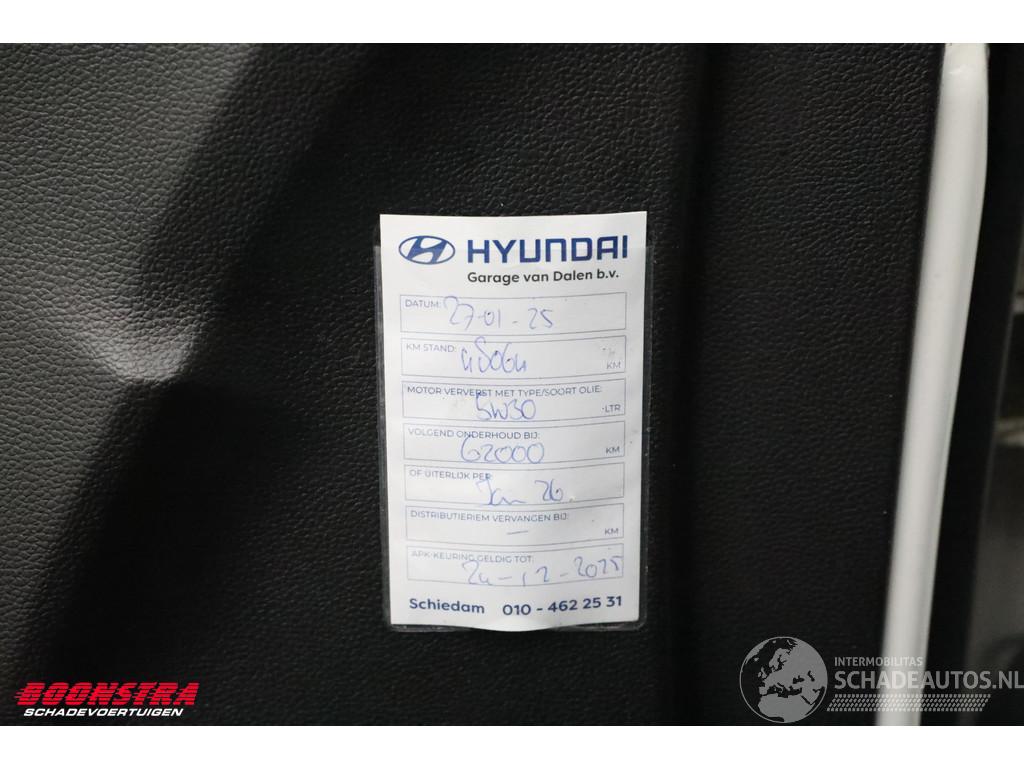 HYUNDAI
Garage van Dalen b.v.
DATUM: 27-01-25
KM STAND: 48064 KM
MOTOR VERVERST MET TYPE/SOORT OLIE:
5W30 -LTR
VOLGEND ONDERHOUD BIJ:
62000 KM
OF UITERLIJK PER:
Jan 26.
DISTRIBUTIERIEM VERVANGEN BIJ:
— KM
APK-KEURING GELDIG TOT:
24-12-2025
Schiedam 010 - 462 25 31
BOONSTRA
SCHADEVOERTUIGEN
INTERMOBILITAS
SCHADEAUTOS.NL